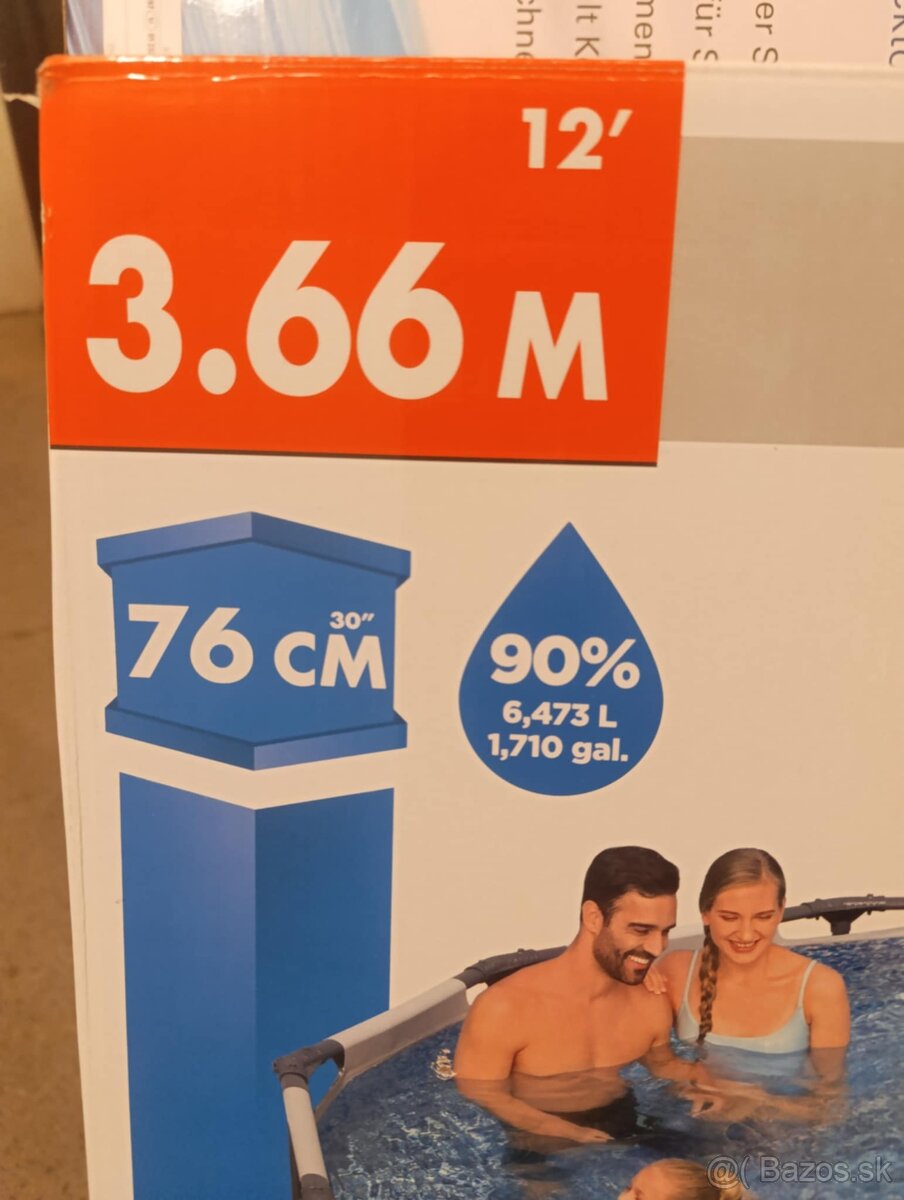 12’
3.66 M
30”
76 CM
90%
6,473 L
1,710 gal.
@( Bazos.sk